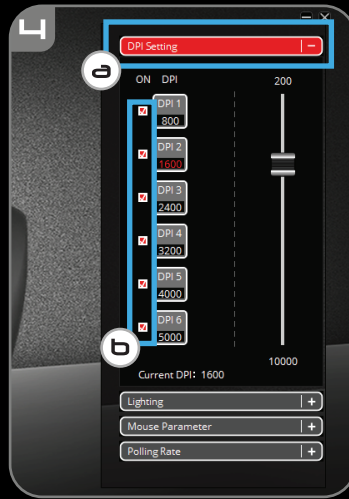 4
DPI Setting −
a
ON DPI 200
DPI 1
800
DPI 2
1600
DPI 3
2400
DPI 4
3200
DPI 5
4000
DPI 6
5000
b
10000
Current DPI: 1600
Lighting +
Mouse Parameter +
Polling Rate +